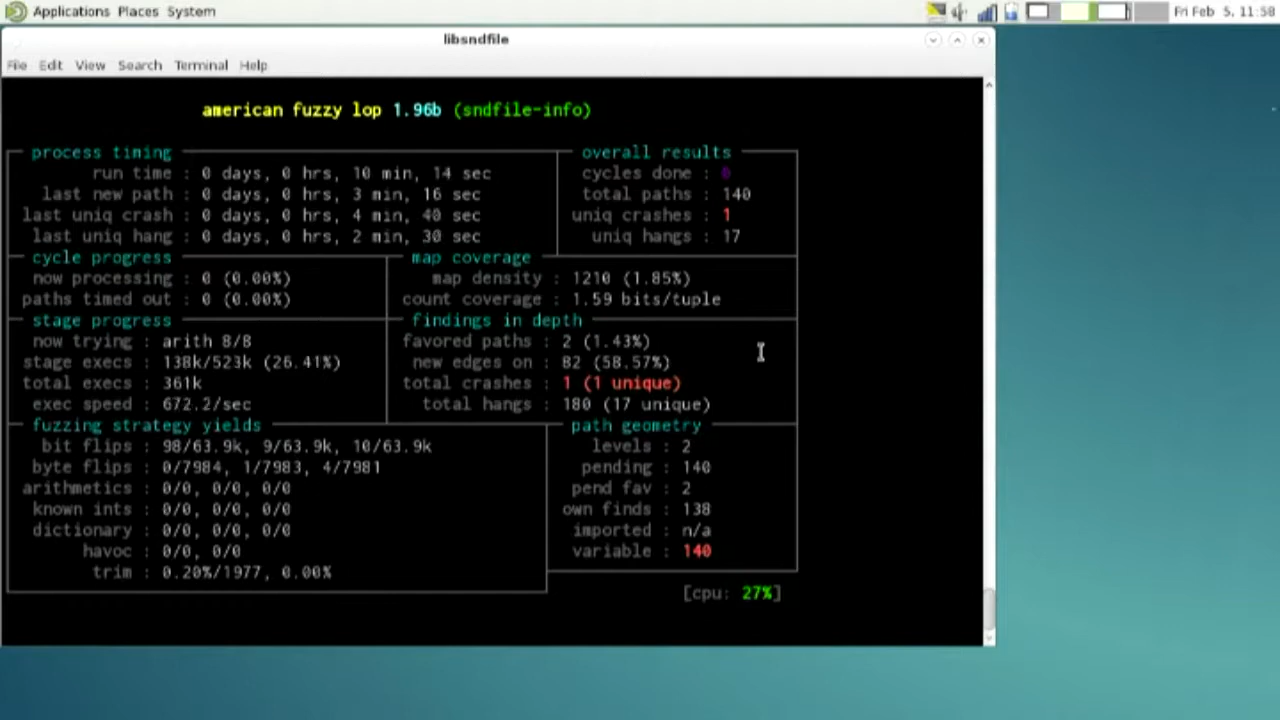 Applications Places System
Fri Feb 5, 11:58
libsndfile
File Edit View Search Terminal Help
american fuzzy lop 1.96b (sndfile-info)
process timing
run time : 0 days, 0 hrs, 10 min, 14 sec
last new path : 0 days, 0 hrs, 3 min, 16 sec
last uniq crash : 0 days, 0 hrs, 4 min, 40 sec
last uniq hang : 0 days, 0 hrs, 2 min, 30 sec
overall results
cycles done : 0
total paths : 140
uniq crashes : 1
uniq hangs : 17
cycle progress
now processing : 0 (0.00%)
paths timed out : 0 (0.00%)
map coverage
map density : 1210 (1.85%)
count coverage : 1.59 bits/tuple
stage progress
now trying : arith 8/8
stage execs : 138k/523k (26.41%)
total execs : 361k
exec speed : 672.2/sec
findings in depth
favored paths : 2 (1.43%)
new edges on : 82 (58.57%)
total crashes : 1 (1 unique)
total hangs : 180 (17 unique)
fuzzing strategy yields
bit flips : 98/63.9k, 9/63.9k, 10/63.9k
byte flips : 0/7984, 1/7983, 4/7981
arithmetics : 0/0, 0/0, 0/0
known ints : 0/0, 0/0, 0/0
dictionary : 0/0, 0/0, 0/0
havoc : 0/0, 0/0
trim : 0.20%/1977, 0.00%
path geometry
levels : 2
pending : 140
pend fav : 2
own finds : 138
imported : n/a
variable : 140
[cpu: 27%]